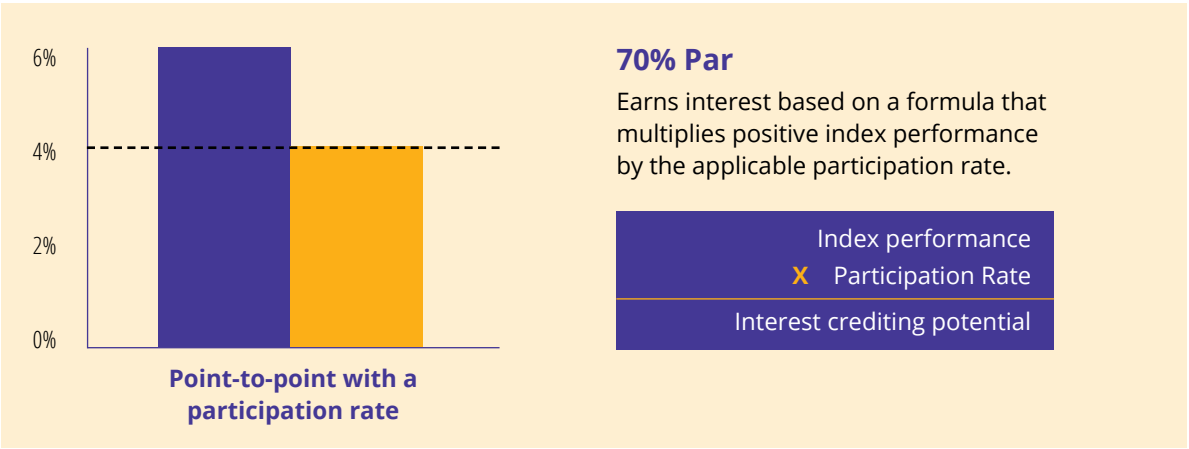 6%
4%
2%
0%
Point-to-point with a
participation rate
70% Par
Earns interest based on a formula that
multiplies positive index performance
by the applicable participation rate.
Index performance
X Participation Rate
Interest crediting potential